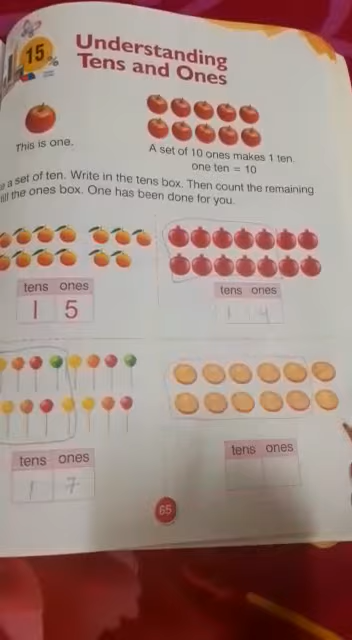 15
Understanding
Tens and Ones
This is one.
A set of 10 ones makes 1 ten.
one ten = 10
a set of ten. Write in the tens box. Then count the remaining
the ones box. One has been done for you.
tens ones
1 5
tens ones
1 4
tens ones
1 7
tens ones
65